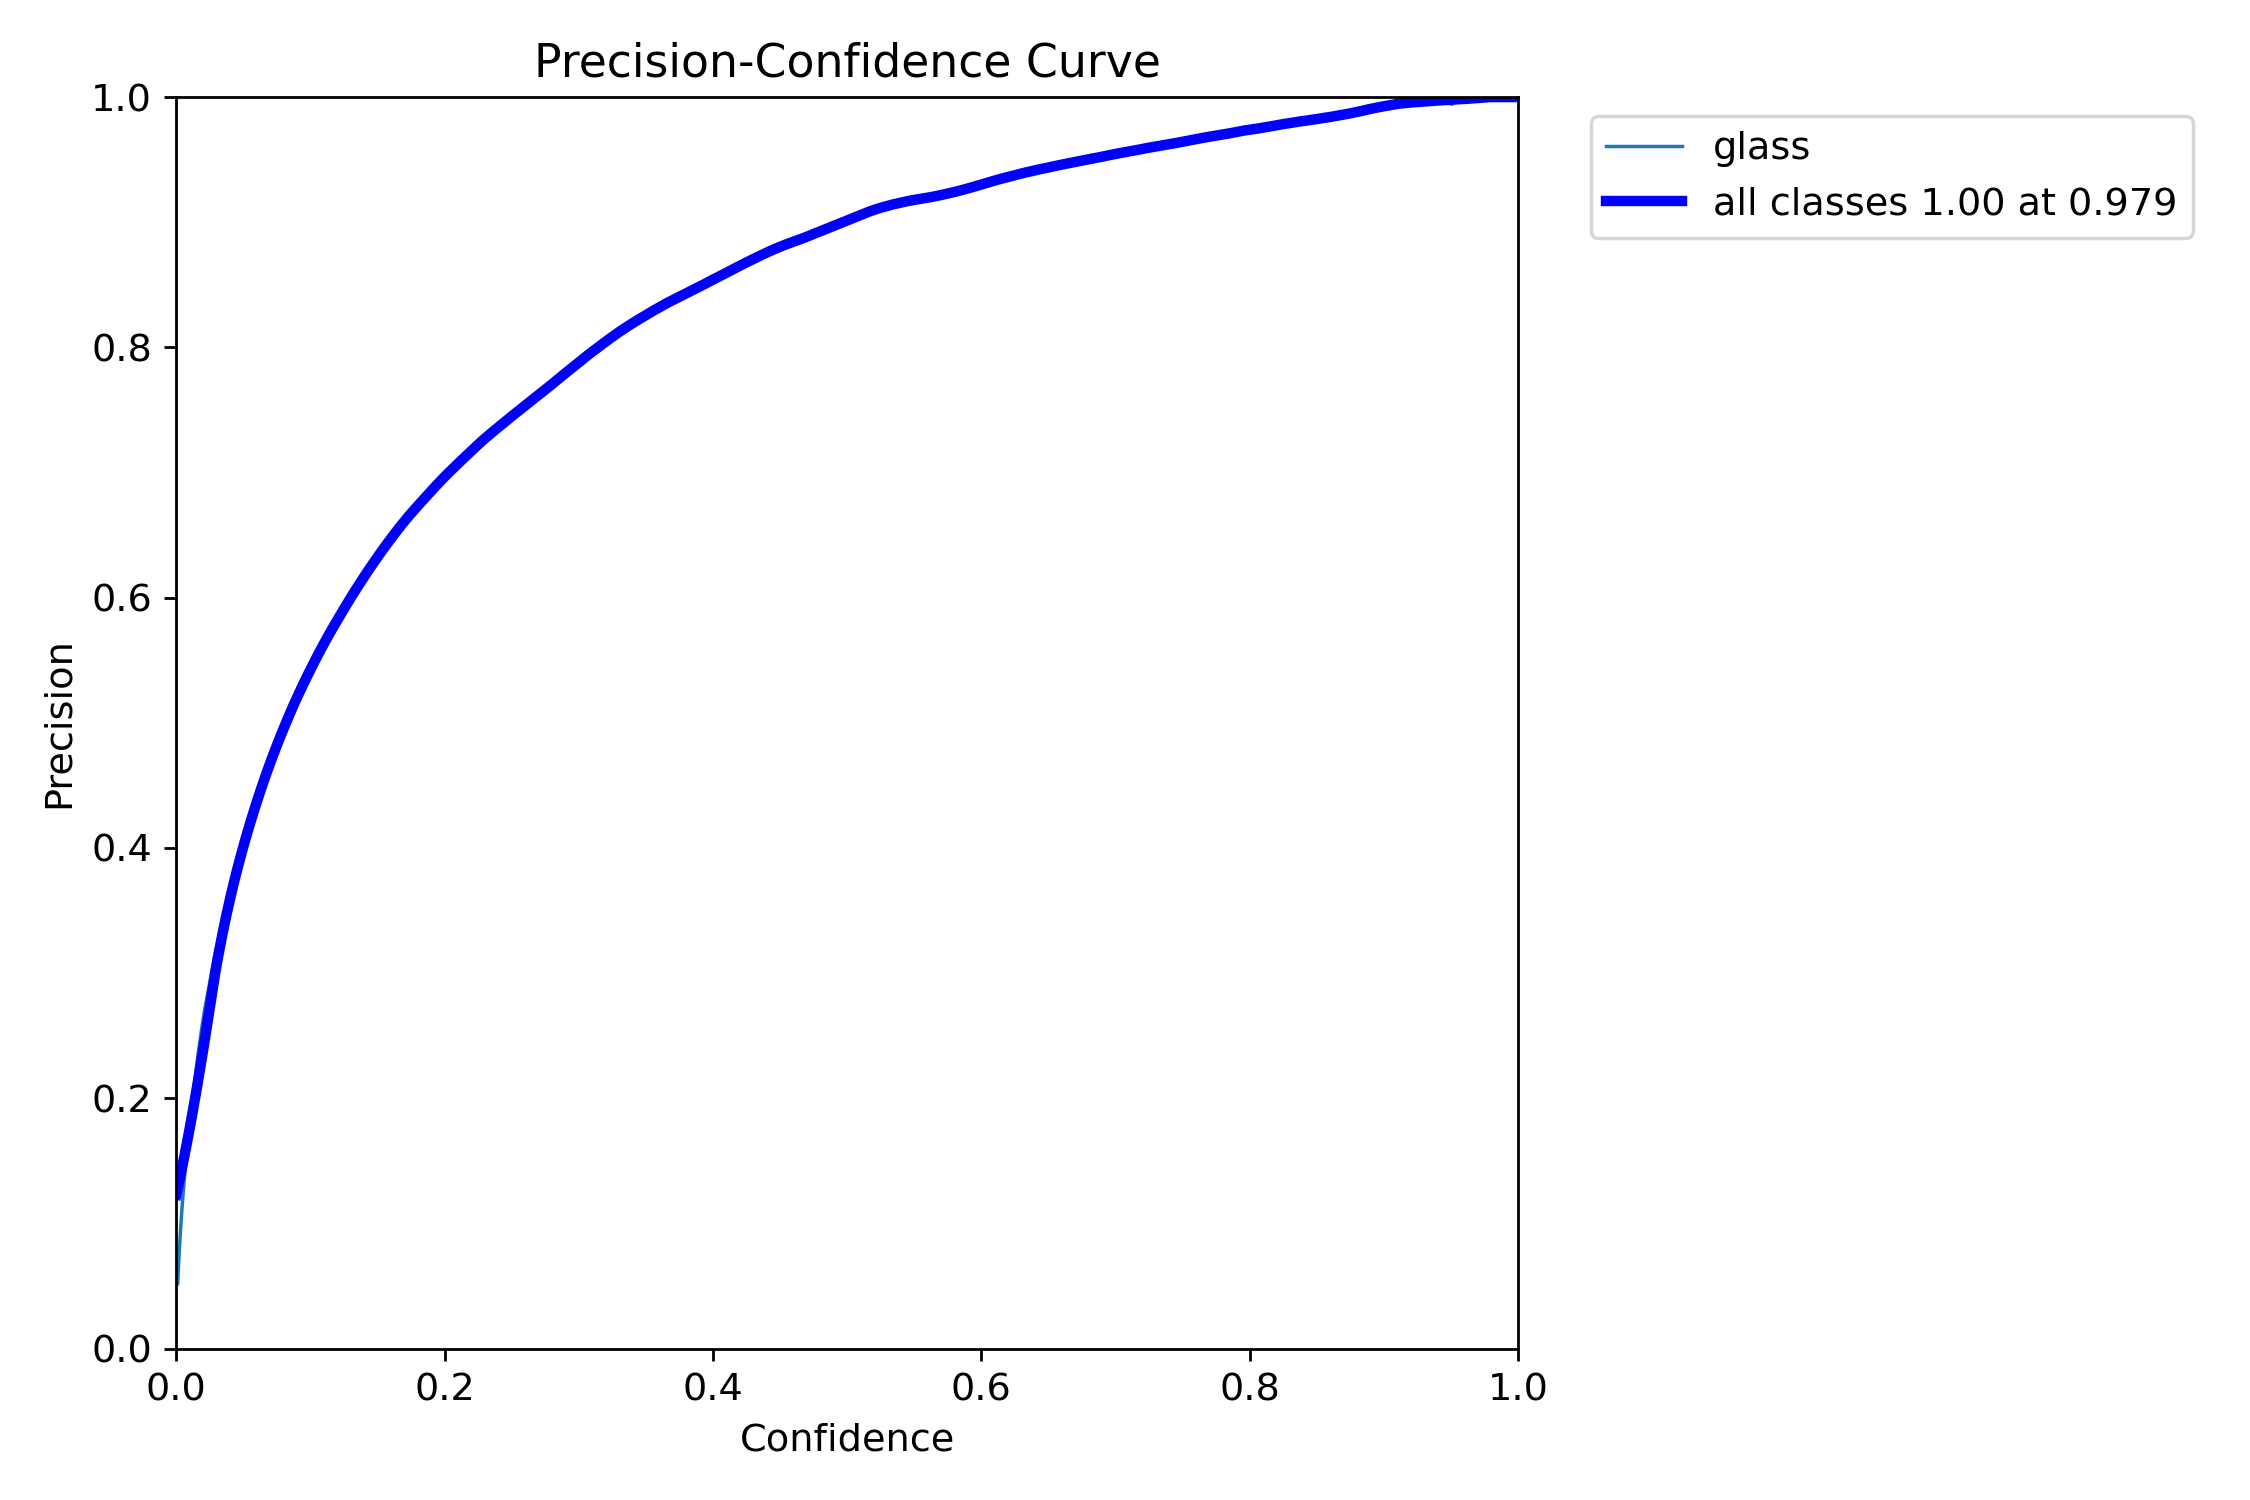 Precision-Confidence Curve
1.0
0.8
0.6
0.4
0.2
0.0
Precision
0.0 0.2 0.4 0.6 0.8 1.0
Confidence
glass
all classes 1.00 at 0.979